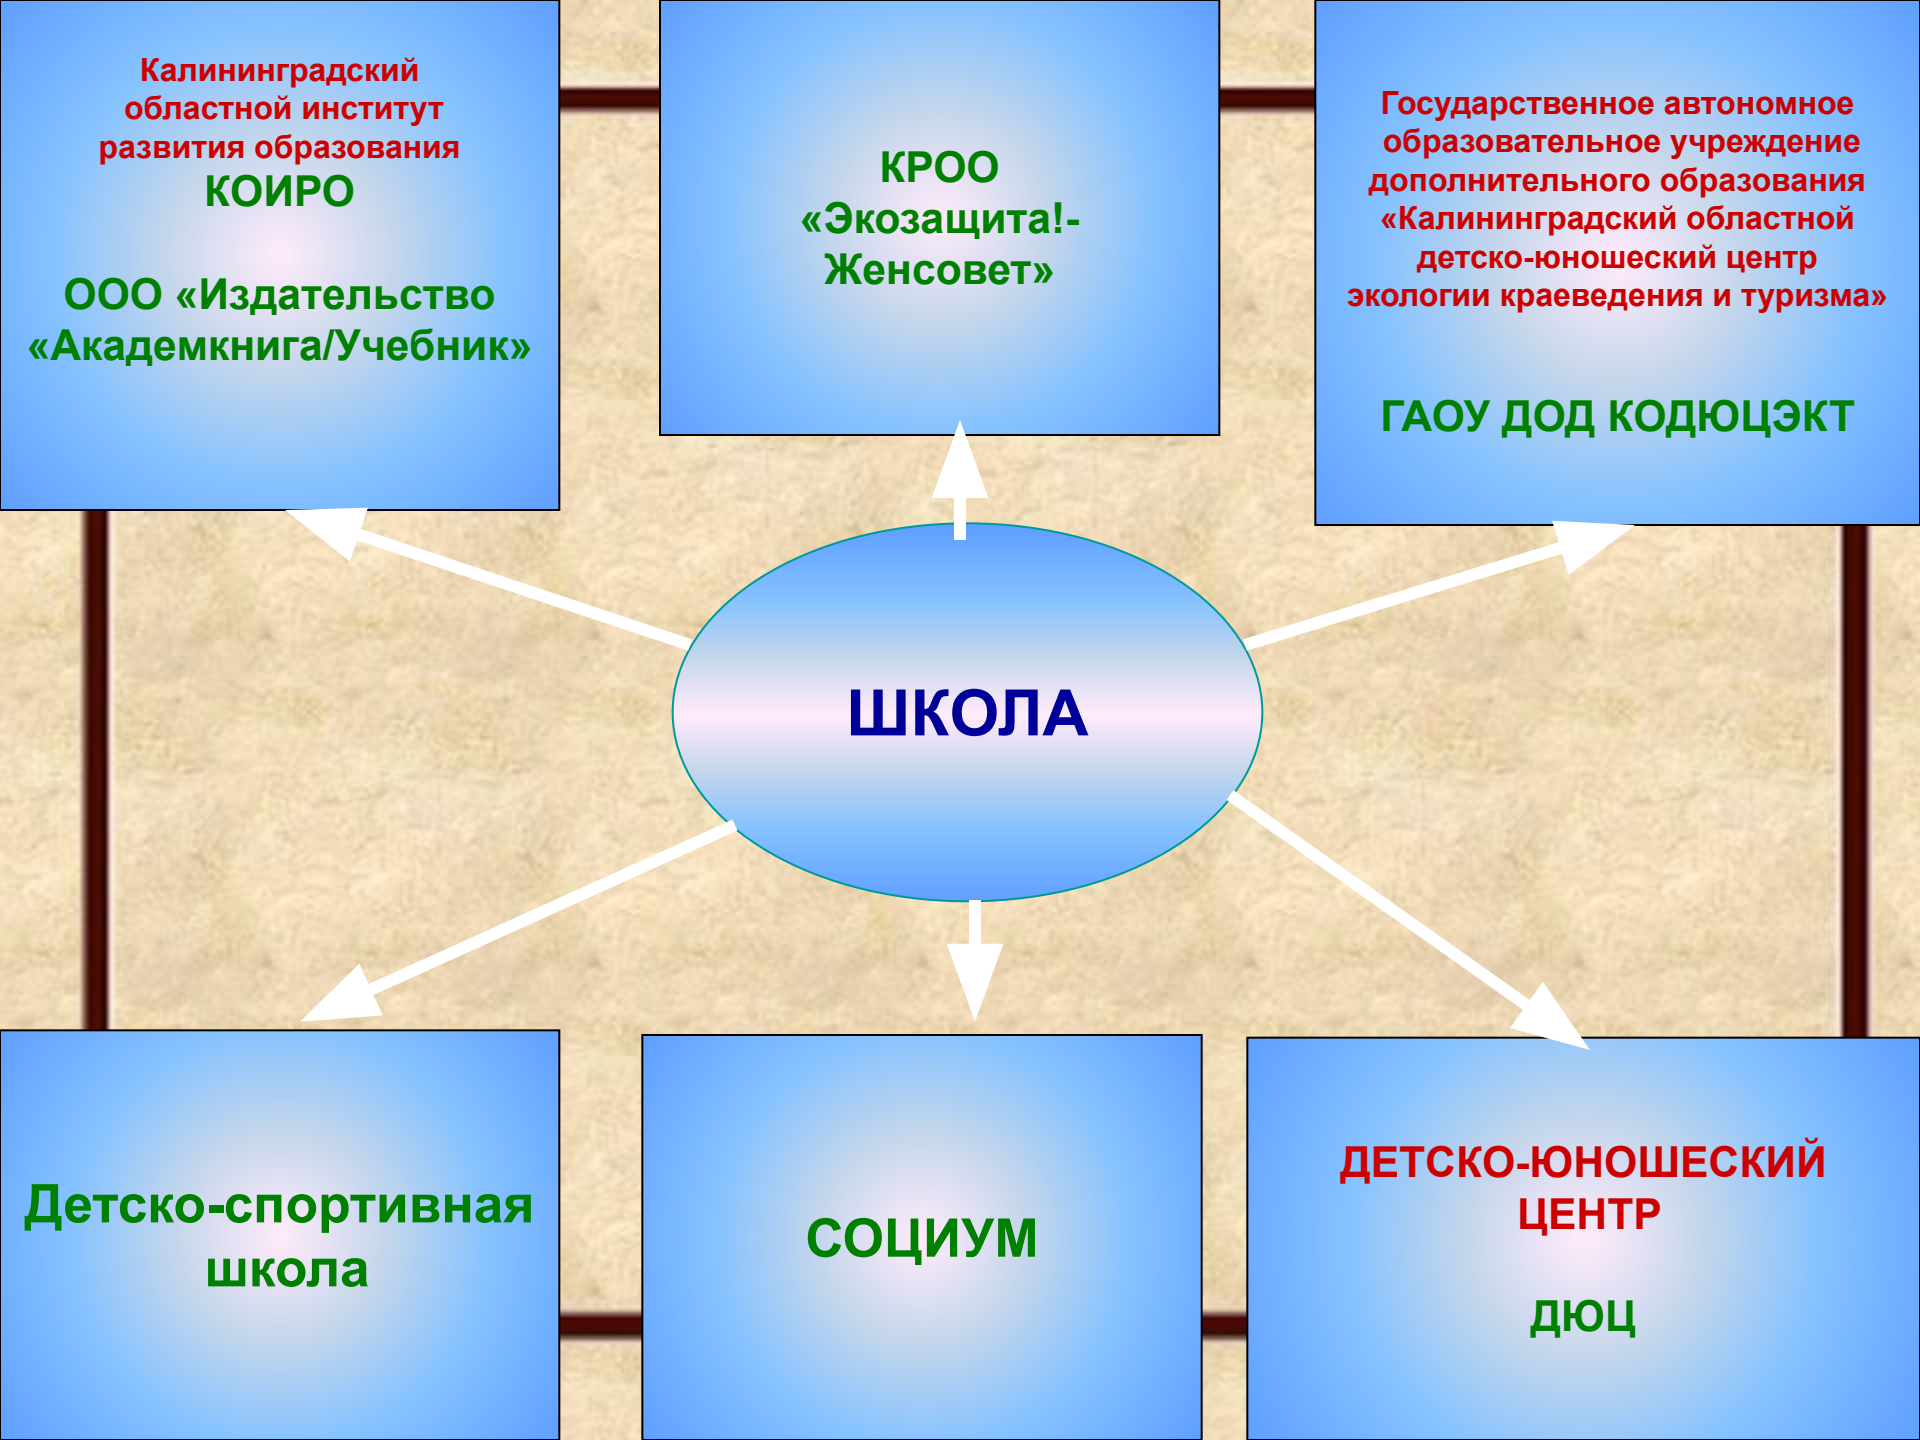 Калининградский
областной институт
развития образования
КОИРО
ООО «Издательство
«Академкнига/Учебник»
КРОО
«Экозащита!-
Женсовет»
Государственное автономное
образовательное учреждение
дополнительного образования
«Калининградский областной
детско-юношеский центр
экологии краеведения и туризма»
ГАОУ ДОД КОДЮЦЭКТ
ШКОЛА
Детско-спортивная
школа
СОЦИУМ
ДЕТСКО-ЮНОШЕСКИЙ
ЦЕНТР
ДЮЦ